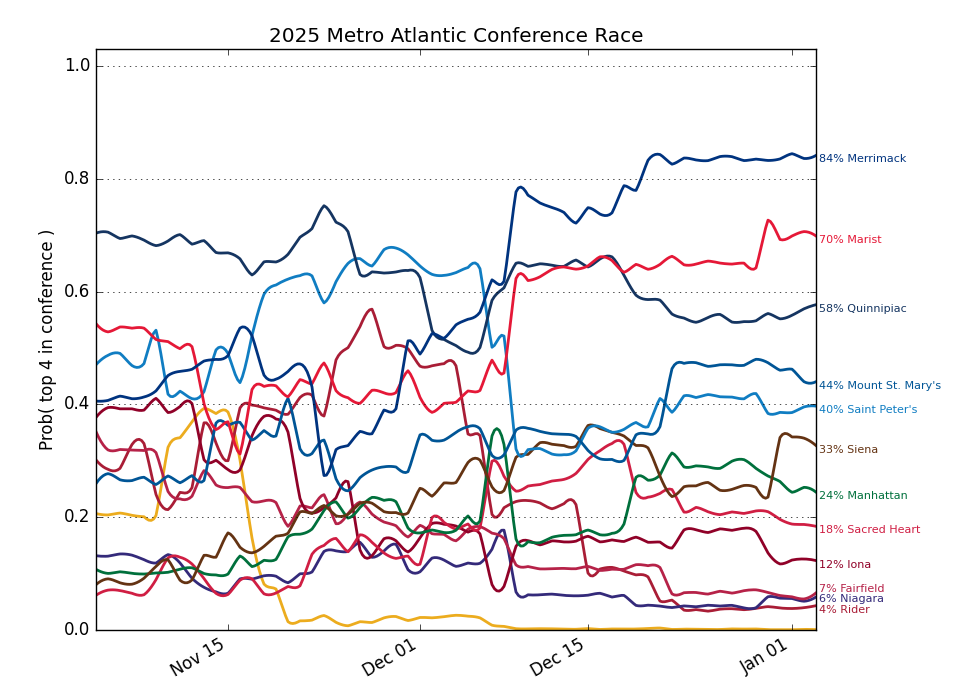 2025 Metro Atlantic Conference Race
Prob( top 4 in conference )
1.0
0.8
0.6
0.4
0.2
0.0
Nov 15
Dec 01
Dec 15
Jan 01
84% Merrimack
70% Marist
58% Quinnipiac
44% Mount St. Mary's
40% Saint Peter's
33% Siena
24% Manhattan
18% Sacred Heart
12% Iona
7% Fairfield
6% Niagara
4% Rider